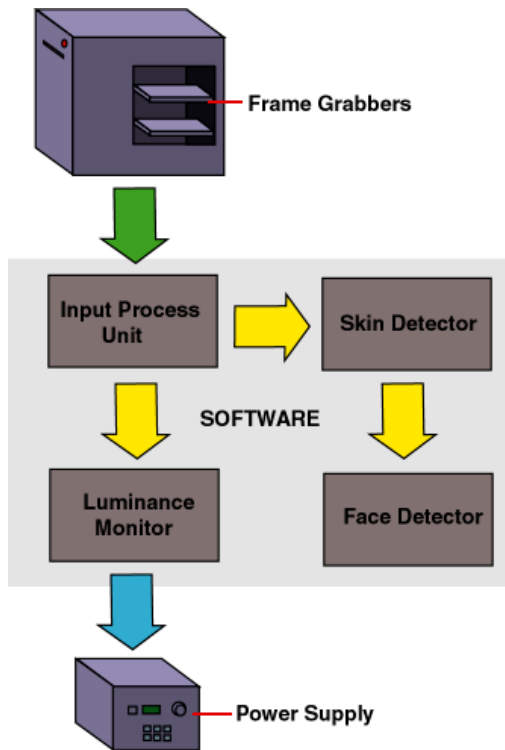 Frame Grabbers
Input Process
Unit
Skin Detector
SOFTWARE
Luminance
Monitor
Face Detector
Power Supply